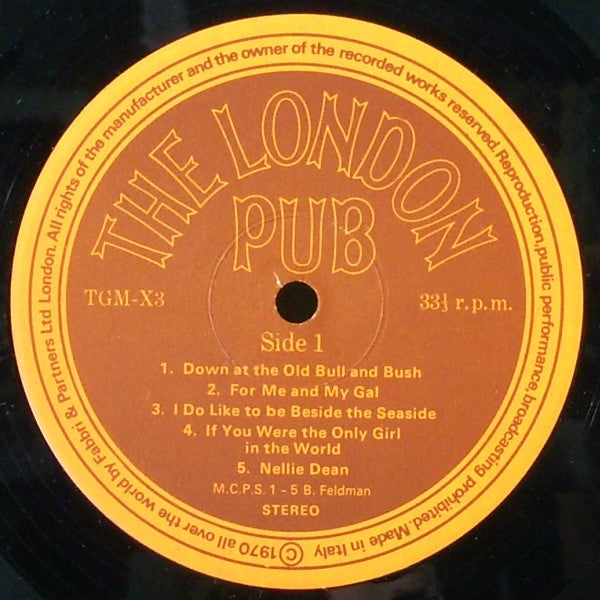 THE LONDON
PUB
TGM-X3
33⅓ r.p.m.
Side 1
1. Down at the Old Bull and Bush
2. For Me and My Gal
3. I Do Like to be Beside the Seaside
4. If You Were the Only Girl
in the World
5. Nellie Dean
M.C.P.S. 1-5 B. Feldman
STEREO
©1970 all over the world by Fabbri & Partners Ltd London. All rights of the manufacturer and the owner of the recorded works reserved. Reproduction, public performance, broadcasting prohibited. Made in Italy